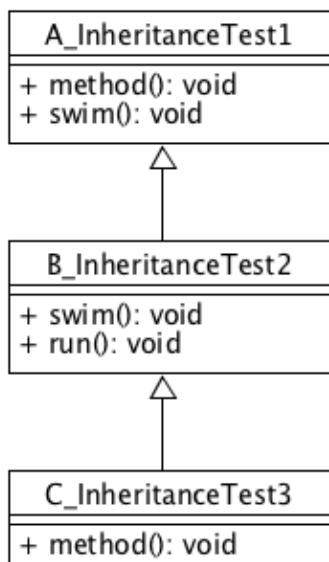 A_InheritanceTest1
+ method(): void
+ swim(): void
B_InheritanceTest2
+ swim(): void
+ run(): void
C_InheritanceTest3
+ method(): void